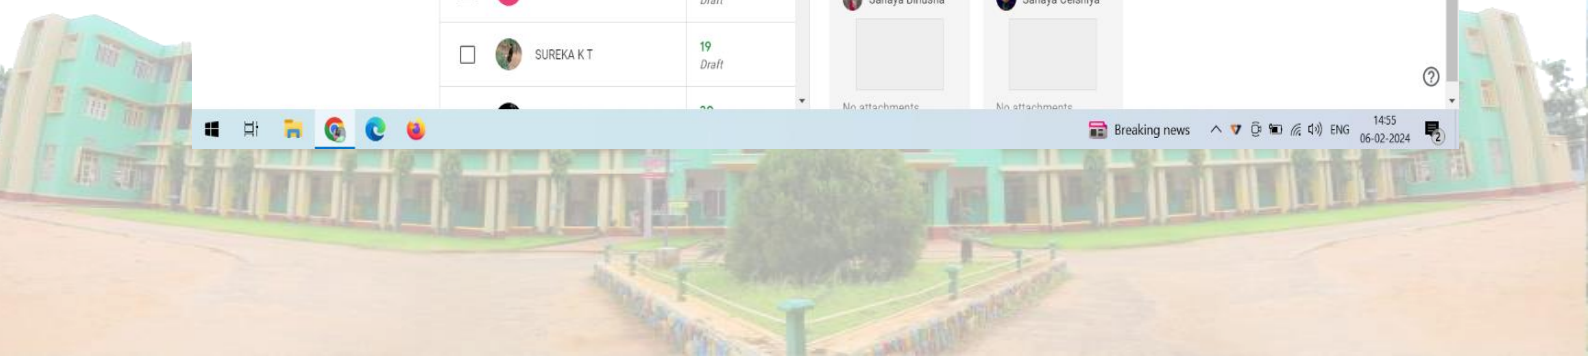 Draft
SUREKA K T
19
Draft
No attachments
No attachments
Breaking news
ENG
14:55
06-02-2024
2